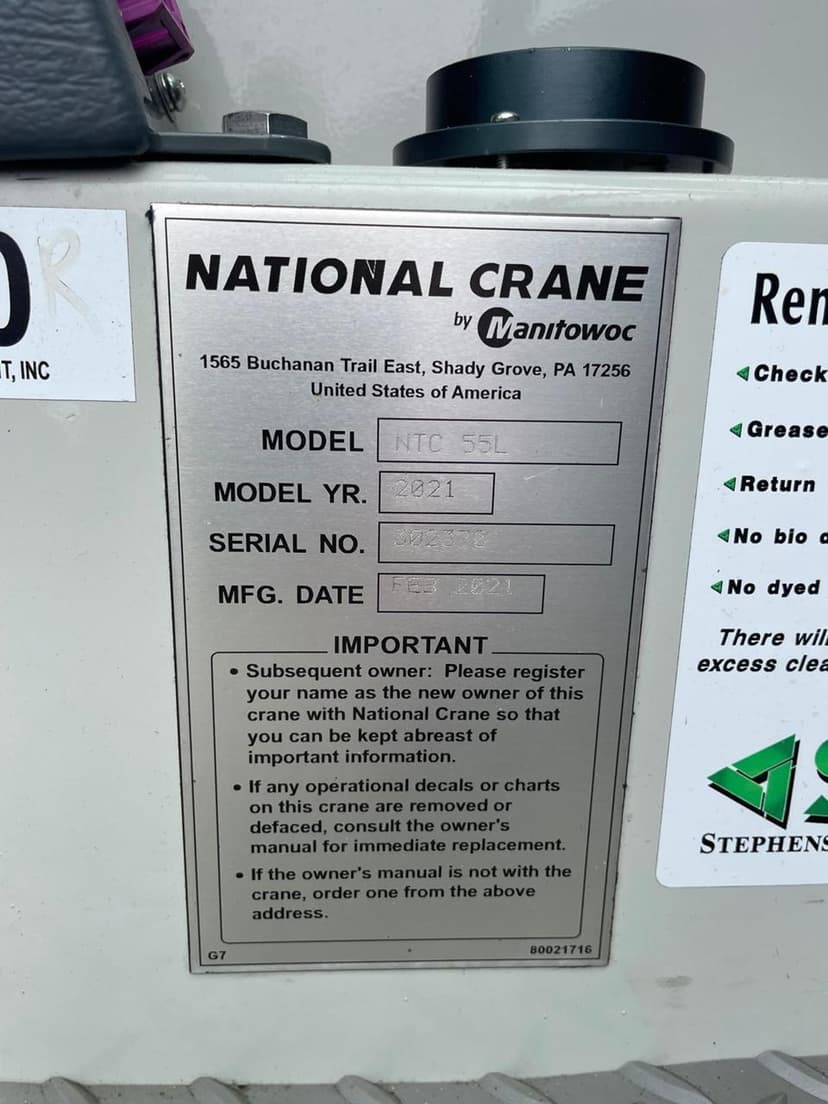 R
T, INC
NATIONAL CRANE
by Manitowoc
1565 Buchanan Trail East, Shady Grove, PA 17256
United States of America
MODEL NTC 55L
MODEL YR. 2021
SERIAL NO.
MFG. DATE FEB 2021
IMPORTANT
• Subsequent owner: Please register
your name as the new owner of this
crane with National Crane so that
you can be kept abreast of
important information.
• If any operational decals or charts
on this crane are removed or
defaced, consult the owner's
manual for immediate replacement.
• If the owner's manual is not with the
crane, order one from the above
address.
G7 80021716
Ren
Check
Grease
Return
No bio
No dyed
There will
excess clea
STEPHENS